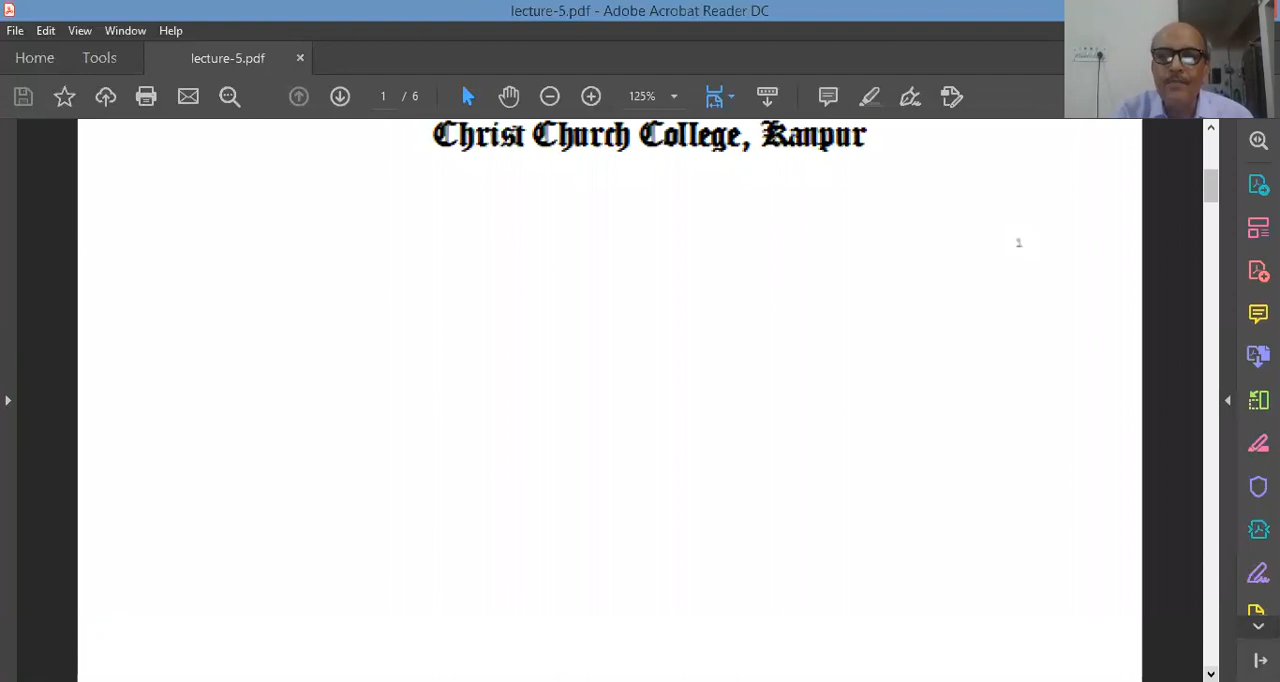 lecture-5.pdf - Adobe Acrobat Reader DC
File Edit View Window Help
Home Tools lecture-5.pdf ×
1 / 6 125%
Christ Church College, Kanpur
1